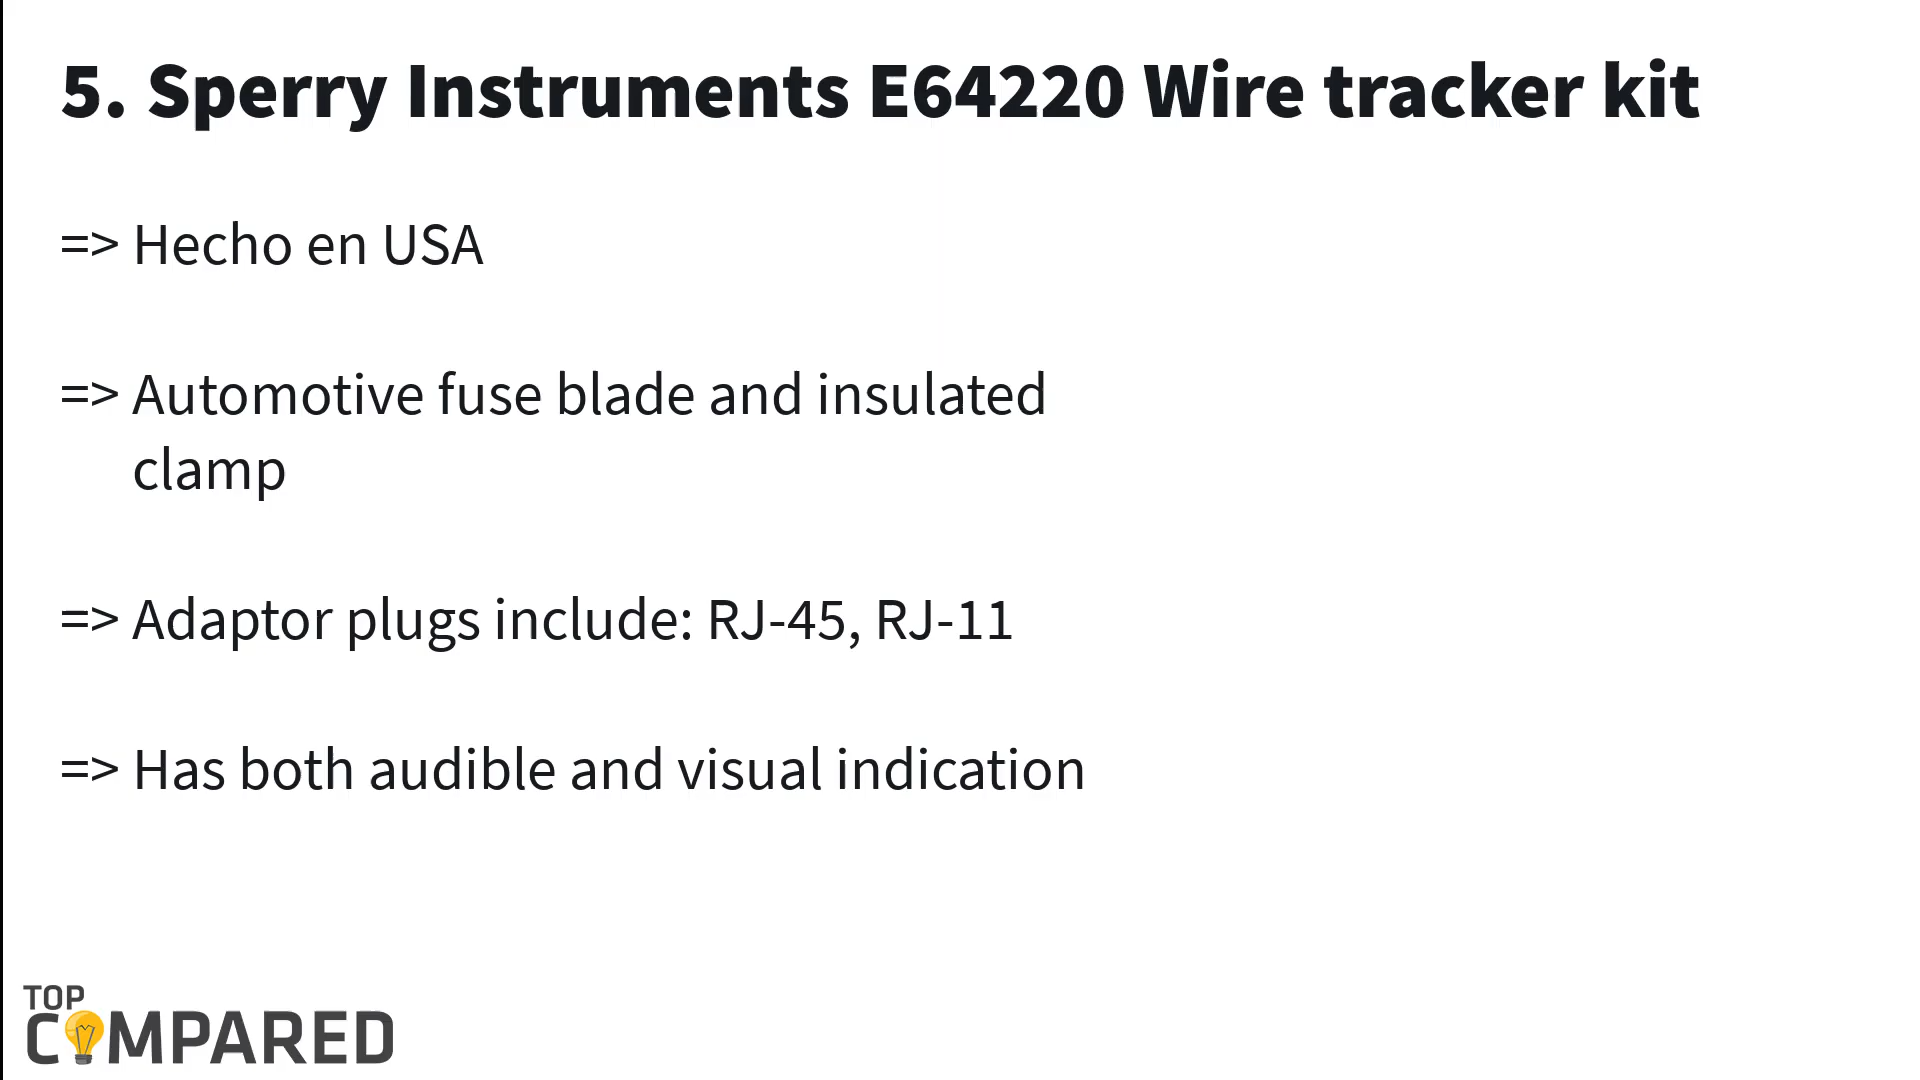 5. Sperry Instruments E64220 Wire tracker kit
=> Hecho en USA
=> Automotive fuse blade and insulated
clamp
=> Adaptor plugs include: RJ-45, RJ-11
=> Has both audible and visual indication
TOP
COMPARED